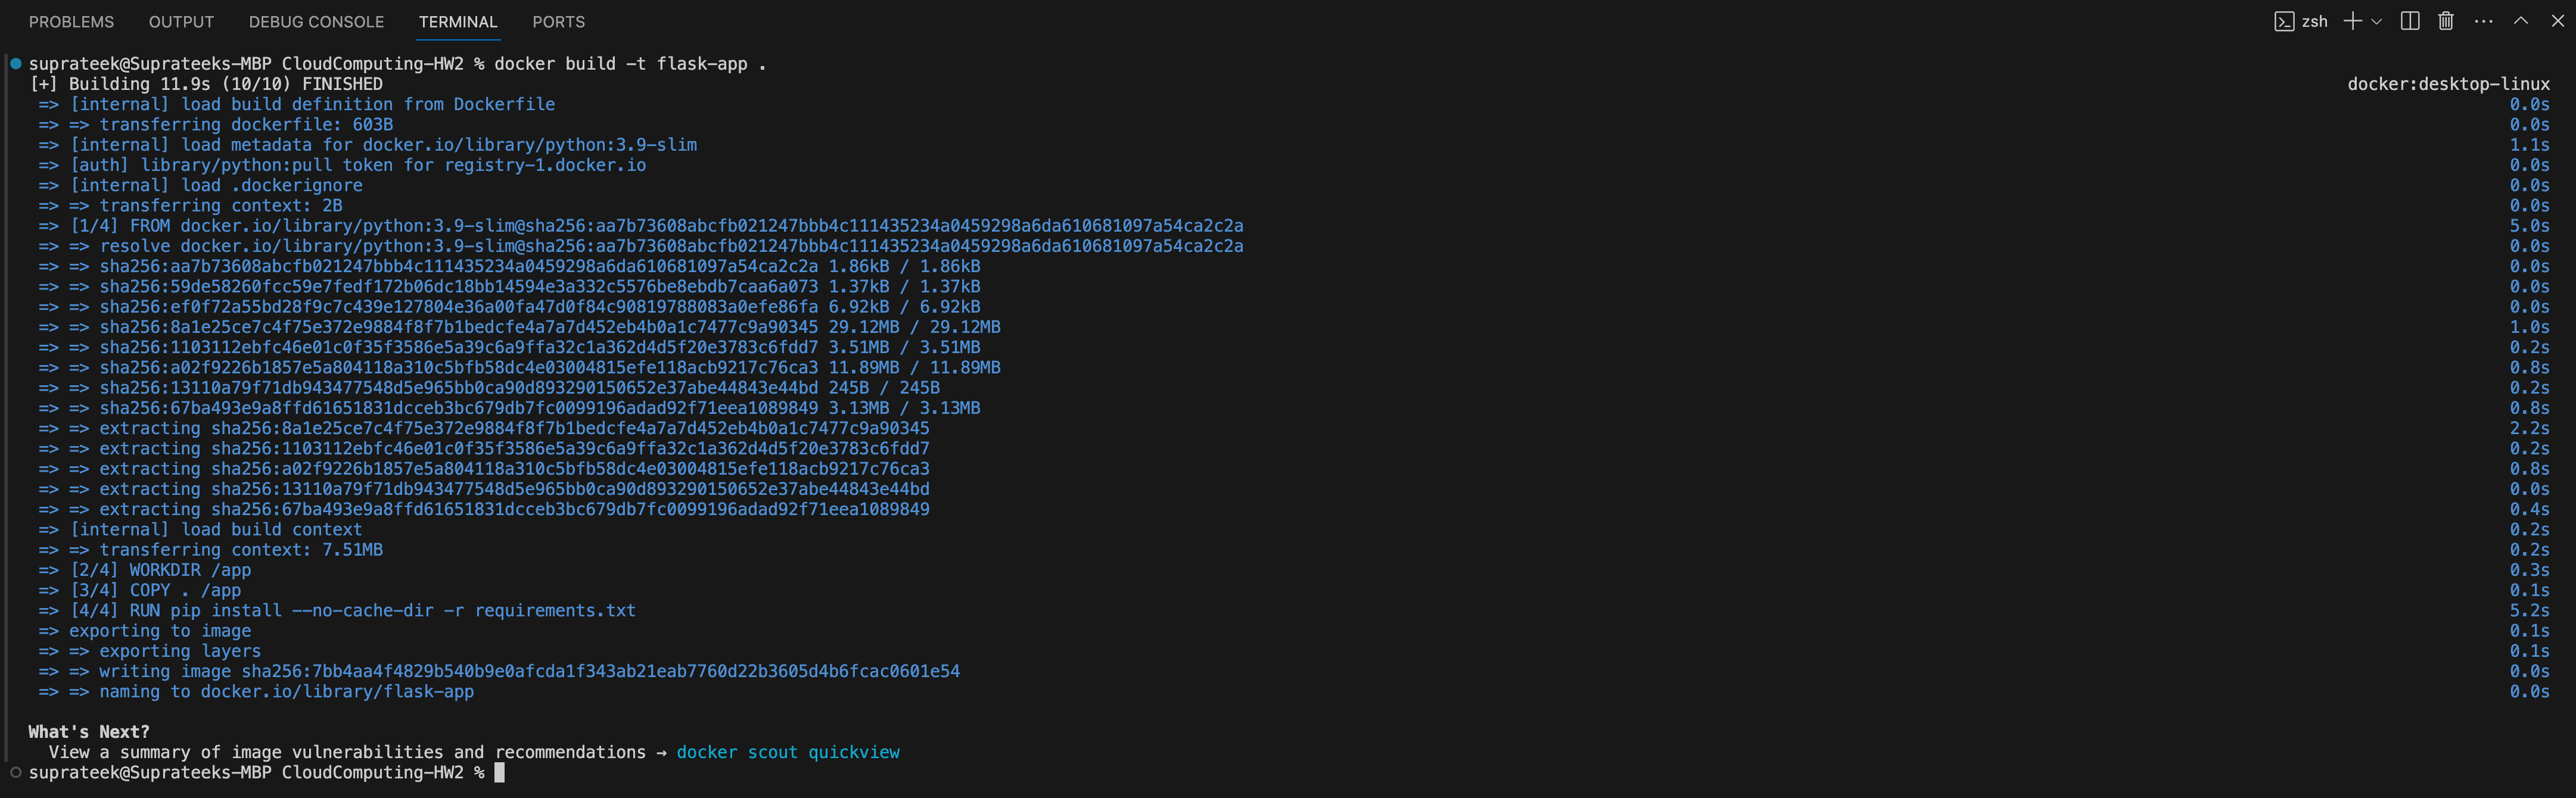 PROBLEMS OUTPUT DEBUG CONSOLE TERMINAL PORTS zsh
suprateek@Suprateeks-MBP CloudComputing-HW2 % docker build -t flask-app .
[+] Building 11.9s (10/10) FINISHED docker:desktop-linux
=> [internal] load build definition from Dockerfile 0.0s
=> => transferring dockerfile: 603B 0.0s
=> [internal] load metadata for docker.io/library/python:3.9-slim 1.1s
=> [auth] library/python:pull token for registry-1.docker.io 0.0s
=> [internal] load .dockerignore 0.0s
=> => transferring context: 2B 0.0s
=> [1/4] FROM docker.io/library/python:3.9-slim@sha256:aa7b73608abcfb021247bbb4c111435234a0459298a6da610681097a54ca2c2a 5.0s
=> => resolve docker.io/library/python:3.9-slim@sha256:aa7b73608abcfb021247bbb4c111435234a0459298a6da610681097a54ca2c2a 0.0s
=> => sha256:aa7b73608abcfb021247bbb4c111435234a0459298a6da610681097a54ca2c2a 1.86kB / 1.86kB 0.0s
=> => sha256:59de58260fcc59e7fedf172b06dc18bb14594e3a332c5576be8ebdb7caa6a073 1.37kB / 1.37kB 0.0s
=> => sha256:ef0f72a55bd28f9c7c439e127804e36a00fa47d0f84c90819788083a0efe86fa 6.92kB / 6.92kB 0.0s
=> => sha256:8a1e25ce7c4f75e372e9884f8f7b1bedcfe4a7a7d452eb4b0a1c7477c9a90345 29.12MB / 29.12MB 1.0s
=> => sha256:1103112ebfc46e01c0f35f3586e5a39c6a9ffa32c1a362d4d5f20e3783c6fdd7 3.51MB / 3.51MB 0.2s
=> => sha256:a02f9226b1857e5a804118a310c5bfb58dc4e03004815efe118acb9217c76ca3 11.89MB / 11.89MB 0.8s
=> => sha256:13110a79f71db943477548d5e965bb0ca90d893290150652e37abe44843e44bd 245B / 245B 0.2s
=> => sha256:67ba493e9a8ffd61651831dcceb3bc679db7fc0099196adad92f71eea1089849 3.13MB / 3.13MB 0.8s
=> => extracting sha256:8a1e25ce7c4f75e372e9884f8f7b1bedcfe4a7a7d452eb4b0a1c7477c9a90345 2.2s
=> => extracting sha256:1103112ebfc46e01c0f35f3586e5a39c6a9ffa32c1a362d4d5f20e3783c6fdd7 0.2s
=> => extracting sha256:a02f9226b1857e5a804118a310c5bfb58dc4e03004815efe118acb9217c76ca3 0.8s
=> => extracting sha256:13110a79f71db943477548d5e965bb0ca90d893290150652e37abe44843e44bd 0.0s
=> => extracting sha256:67ba493e9a8ffd61651831dcceb3bc679db7fc0099196adad92f71eea1089849 0.4s
=> [internal] load build context 0.2s
=> => transferring context: 7.51MB 0.2s
=> [2/4] WORKDIR /app 0.3s
=> [3/4] COPY . /app 0.1s
=> [4/4] RUN pip install --no-cache-dir -r requirements.txt 5.2s
=> exporting to image 0.1s
=> => exporting layers 0.1s
=> => writing image sha256:7bb4aa4f4829b540b9e0afcda1f343ab21eab7760d22b3605d4b6fcac0601e54 0.0s
=> => naming to docker.io/library/flask-app 0.0s
What's Next?
View a summary of image vulnerabilities and recommendations → docker scout quickview
suprateek@Suprateeks-MBP CloudComputing-HW2 %